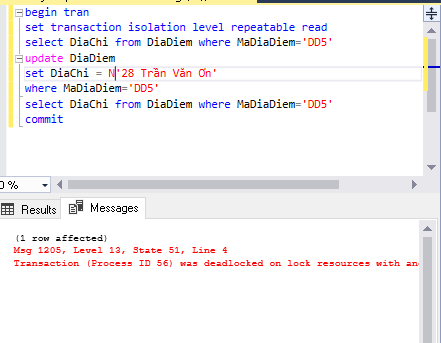 begin tran
set transaction isolation level repeatable read
select DiaChi from DiaDiem where MaDiaDiem='DD5'
update DiaDiem
set DiaChi = N'28 Trần Văn Ơn'
where MaDiaDiem='DD5'
select DiaChi from DiaDiem where MaDiaDiem='DD5'
commit
0 %
Results Messages
(1 row affected)
Msg 1205, Level 13, State 51, Line 4
Transaction (Process ID 56) was deadlocked on lock resources with